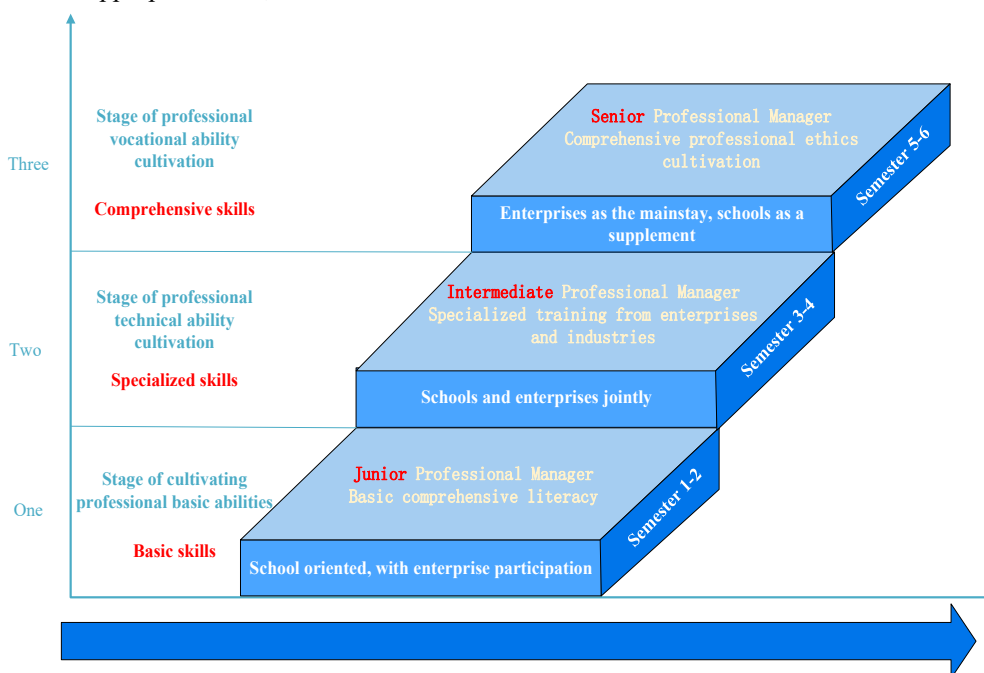 Three
Stage of professional
vocational ability
cultivation
Comprehensive skills
Senior Professional Manager
Comprehensive professional ethics
cultivation
Enterprises as the mainstay, schools as a
supplement
Semester 5-6
Two
Stage of professional
technical ability
cultivation
Specialized skills
Intermediate Professional Manager
Specialized training from enterprises
and industries
Schools and enterprises jointly
Semester 3-4
One
Stage of cultivating
professional basic abilities
Basic skills
Junior Professional Manager
Basic comprehensive literacy
School oriented, with enterprise participation
Semester 1-2